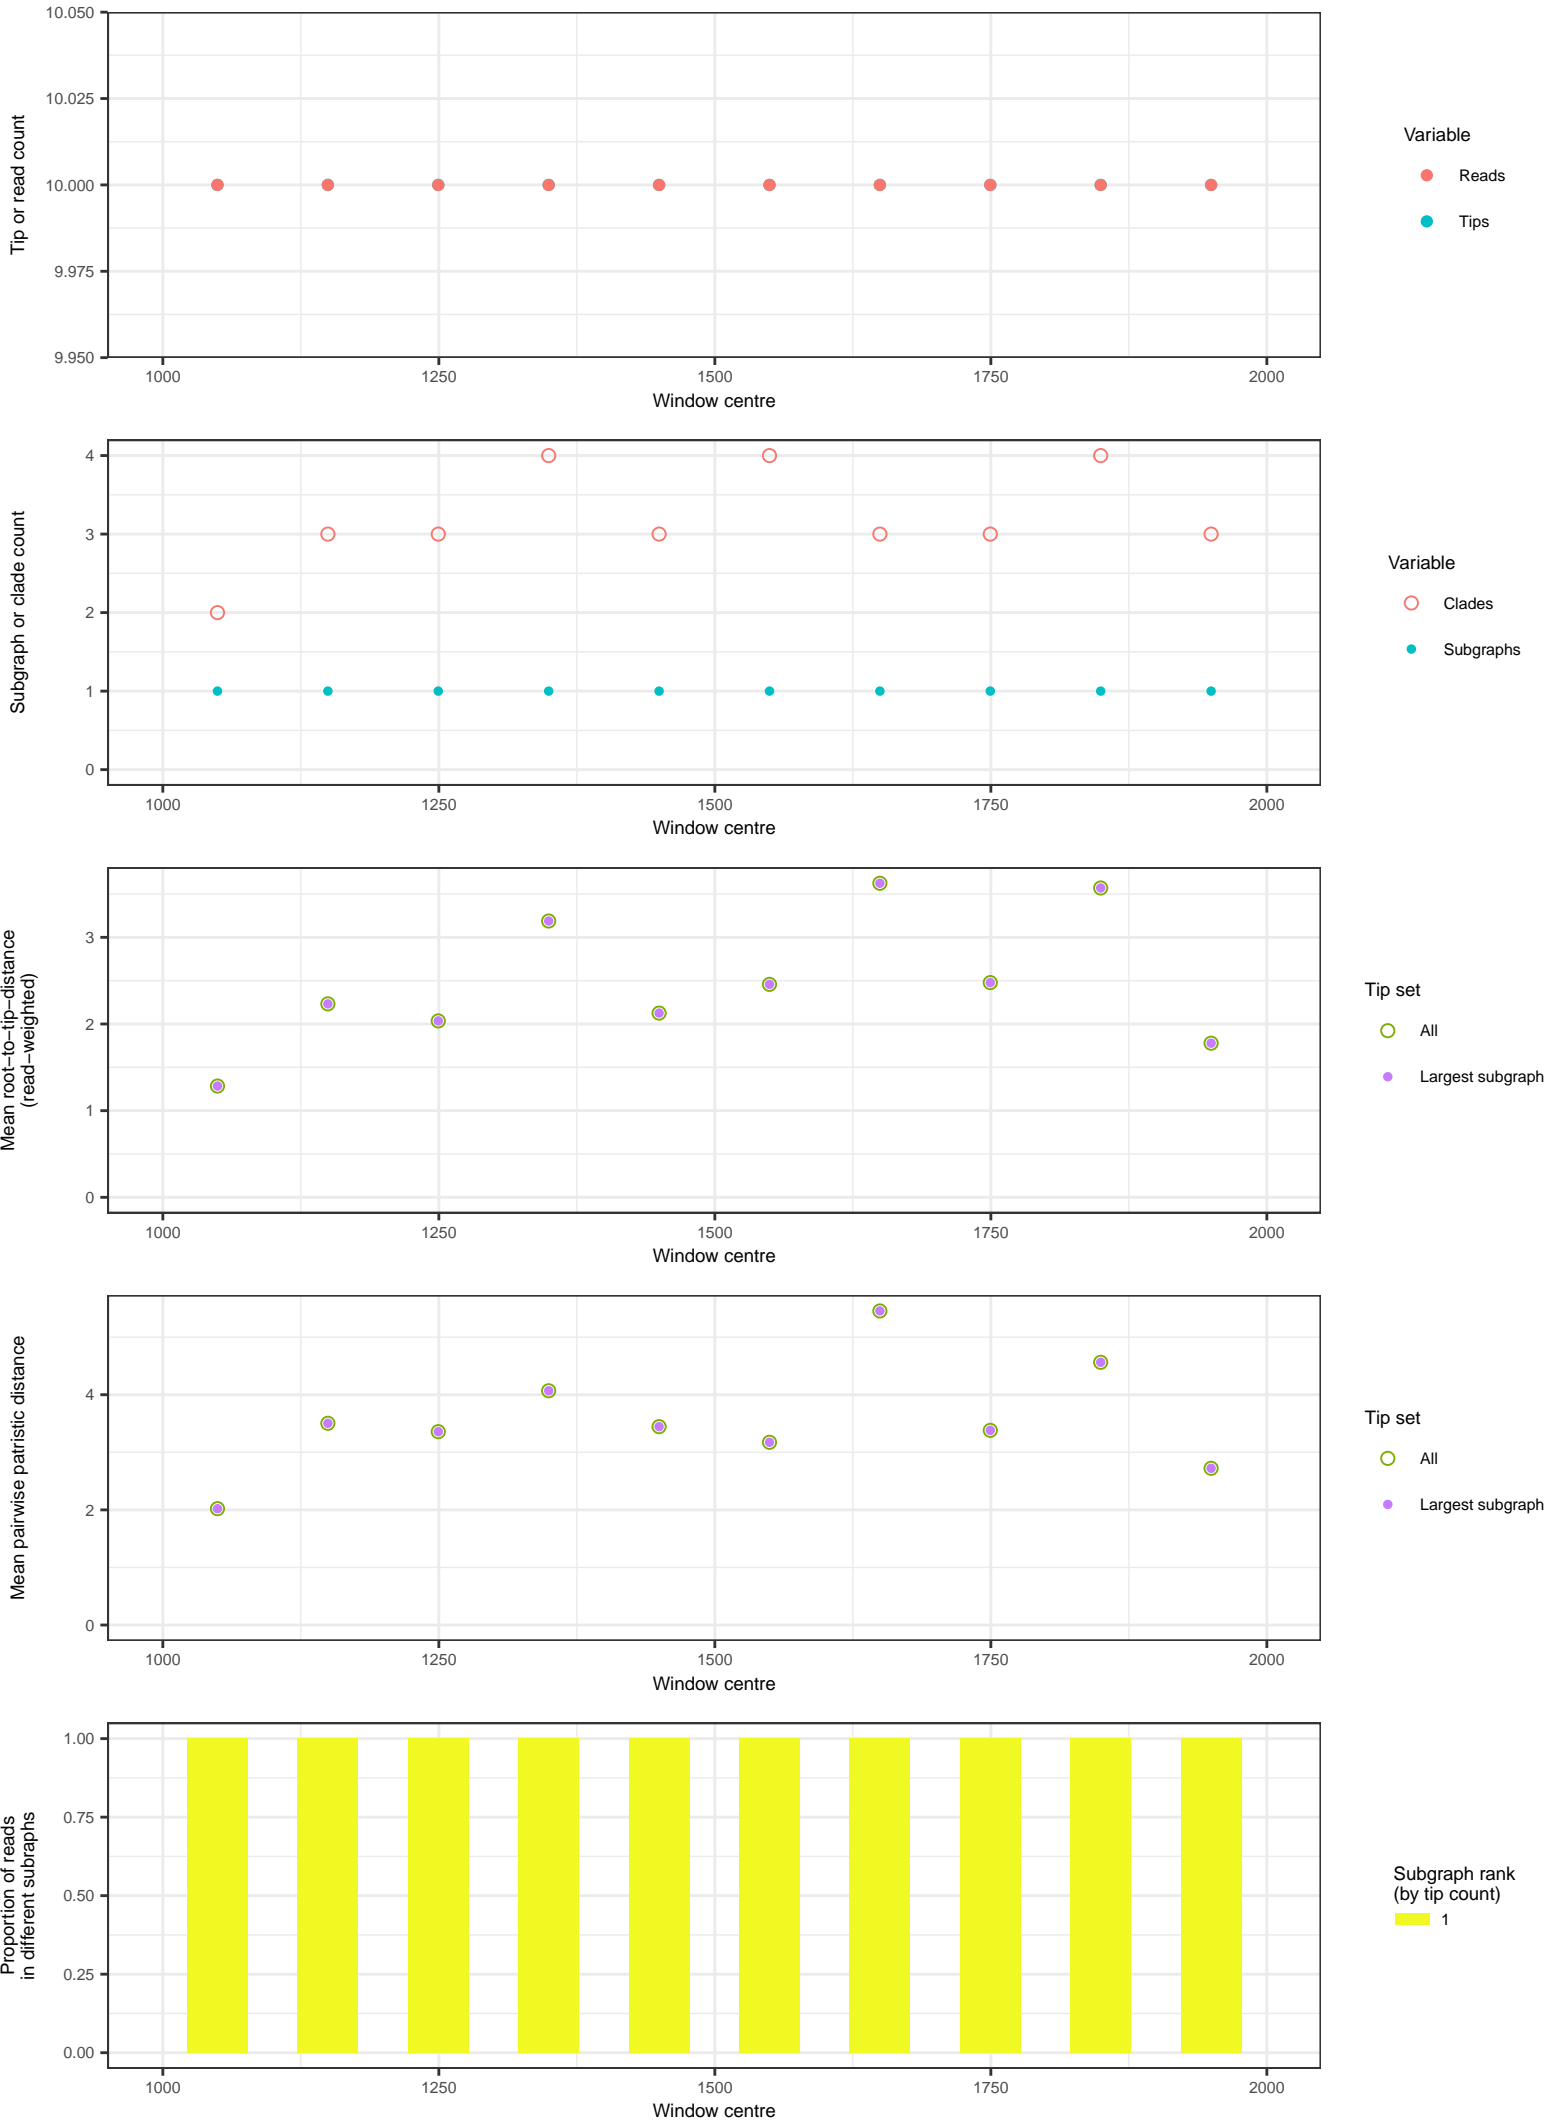 10.050
10.025
10.000
9.975
9.950
Tip or read count
1000
1250
1500
1750
2000
Window centre
Variable
Reads
Tips
4
3
2
1
0
Subgraph or clade count
1000
1250
1500
1750
2000
Window centre
Variable
Clades
Subgraphs
3
2
1
0
Mean root−to−tip−distance
(read−weighted)
1000
1250
1500
1750
2000
Window centre
Tip set
All
Largest subgraph
4
2
0
Mean pairwise patristic distance
1000
1250
1500
1750
2000
Window centre
Tip set
All
Largest subgraph
1.00
0.75
0.50
0.25
0.00
Proportion of reads
in different subraphs
1000
1250
1500
1750
2000
Window centre
Subgraph rank
(by tip count)
1